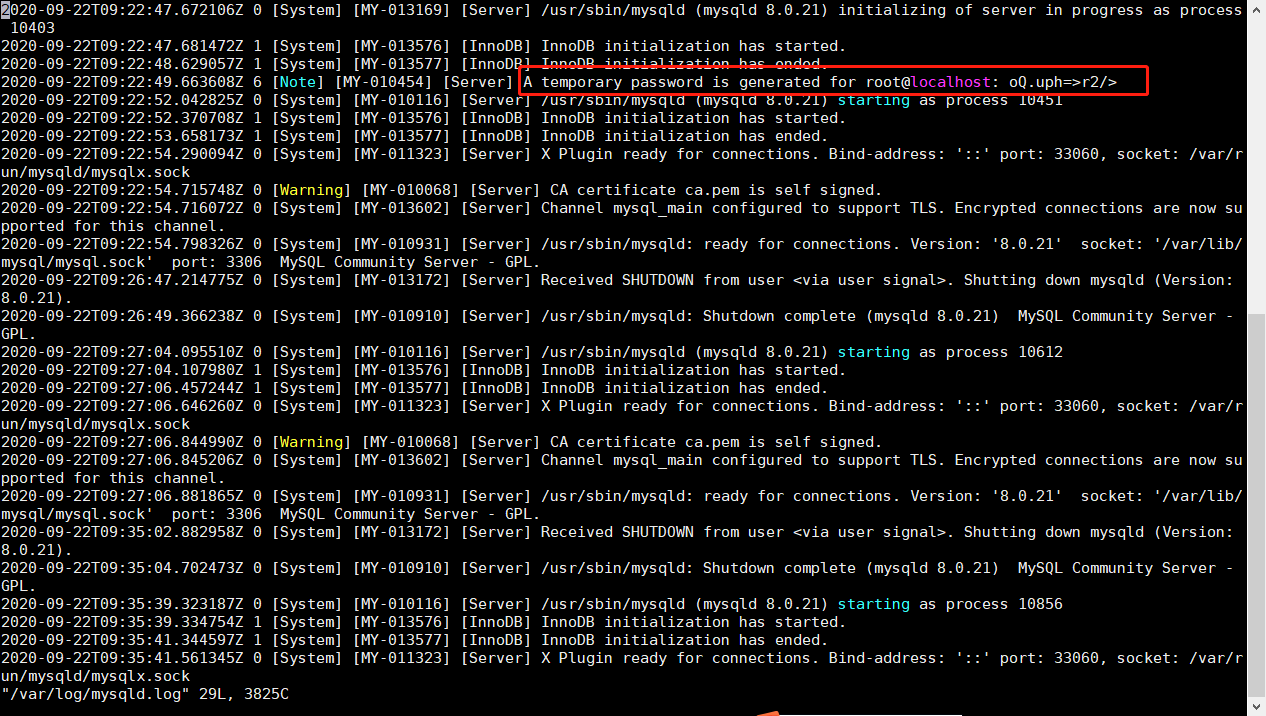 2020-09-22T09:22:47.672106Z 0 [System] [MY-013169] [Server] /usr/sbin/mysqld (mysqld 8.0.21) initializing of server in progress as process
10403
2020-09-22T09:22:47.681472Z 1 [System] [MY-013576] [InnoDB] InnoDB initialization has started.
2020-09-22T09:22:48.629057Z 1 [System] [MY-013577] [InnoDB] InnoDB initialization has ended.
2020-09-22T09:22:49.663608Z 6 [Note] [MY-010454] [Server] A temporary password is generated for root@localhost: oQ.uph=>r2/>
2020-09-22T09:22:52.042825Z 0 [System] [MY-010116] [Server] /usr/sbin/mysqld (mysqld 8.0.21) starting as process 10451
2020-09-22T09:22:52.370708Z 1 [System] [MY-013576] [InnoDB] InnoDB initialization has started.
2020-09-22T09:22:53.658173Z 1 [System] [MY-013577] [InnoDB] InnoDB initialization has ended.
2020-09-22T09:22:54.290094Z 0 [System] [MY-011323] [Server] X Plugin ready for connections. Bind-address: '::' port: 33060, socket: /var/r
un/mysqld/mysqlx.sock
2020-09-22T09:22:54.715748Z 0 [Warning] [MY-010068] [Server] CA certificate ca.pem is self signed.
2020-09-22T09:22:54.716072Z 0 [System] [MY-013602] [Server] Channel mysql_main configured to support TLS. Encrypted connections are now su
pported for this channel.
2020-09-22T09:22:54.798326Z 0 [System] [MY-010931] [Server] /usr/sbin/mysqld: ready for connections. Version: '8.0.21'  socket: '/var/lib/
mysql/mysql.sock'  port: 3306  MySQL Community Server - GPL.
2020-09-22T09:26:47.214775Z 0 [System] [MY-013172] [Server] Received SHUTDOWN from user <via user signal>. Shutting down mysqld (Version:
8.0.21).
2020-09-22T09:26:49.366238Z 0 [System] [MY-010910] [Server] /usr/sbin/mysqld: Shutdown complete (mysqld 8.0.21)  MySQL Community Server -
GPL.
2020-09-22T09:27:04.095510Z 0 [System] [MY-010116] [Server] /usr/sbin/mysqld (mysqld 8.0.21) starting as process 10612
2020-09-22T09:27:04.107980Z 1 [System] [MY-013576] [InnoDB] InnoDB initialization has started.
2020-09-22T09:27:06.457244Z 1 [System] [MY-013577] [InnoDB] InnoDB initialization has ended.
2020-09-22T09:27:06.646260Z 0 [System] [MY-011323] [Server] X Plugin ready for connections. Bind-address: '::' port: 33060, socket: /var/r
un/mysqld/mysqlx.sock
2020-09-22T09:27:06.844990Z 0 [Warning] [MY-010068] [Server] CA certificate ca.pem is self signed.
2020-09-22T09:27:06.845206Z 0 [System] [MY-013602] [Server] Channel mysql_main configured to support TLS. Encrypted connections are now su
pported for this channel.
2020-09-22T09:27:06.881865Z 0 [System] [MY-010931] [Server] /usr/sbin/mysqld: ready for connections. Version: '8.0.21'  socket: '/var/lib/
mysql/mysql.sock'  port: 3306  MySQL Community Server - GPL.
2020-09-22T09:35:02.882958Z 0 [System] [MY-013172] [Server] Received SHUTDOWN from user <via user signal>. Shutting down mysqld (Version:
8.0.21).
2020-09-22T09:35:04.702473Z 0 [System] [MY-010910] [Server] /usr/sbin/mysqld: Shutdown complete (mysqld 8.0.21)  MySQL Community Server -
GPL.
2020-09-22T09:35:39.323187Z 0 [System] [MY-010116] [Server] /usr/sbin/mysqld (mysqld 8.0.21) starting as process 10856
2020-09-22T09:35:39.334754Z 1 [System] [MY-013576] [InnoDB] InnoDB initialization has started.
2020-09-22T09:35:41.344597Z 1 [System] [MY-013577] [InnoDB] InnoDB initialization has ended.
2020-09-22T09:35:41.561345Z 0 [System] [MY-011323] [Server] X Plugin ready for connections. Bind-address: '::' port: 33060, socket: /var/r
un/mysqld/mysqlx.sock
"/var/log/mysqld.log" 29L, 3825C